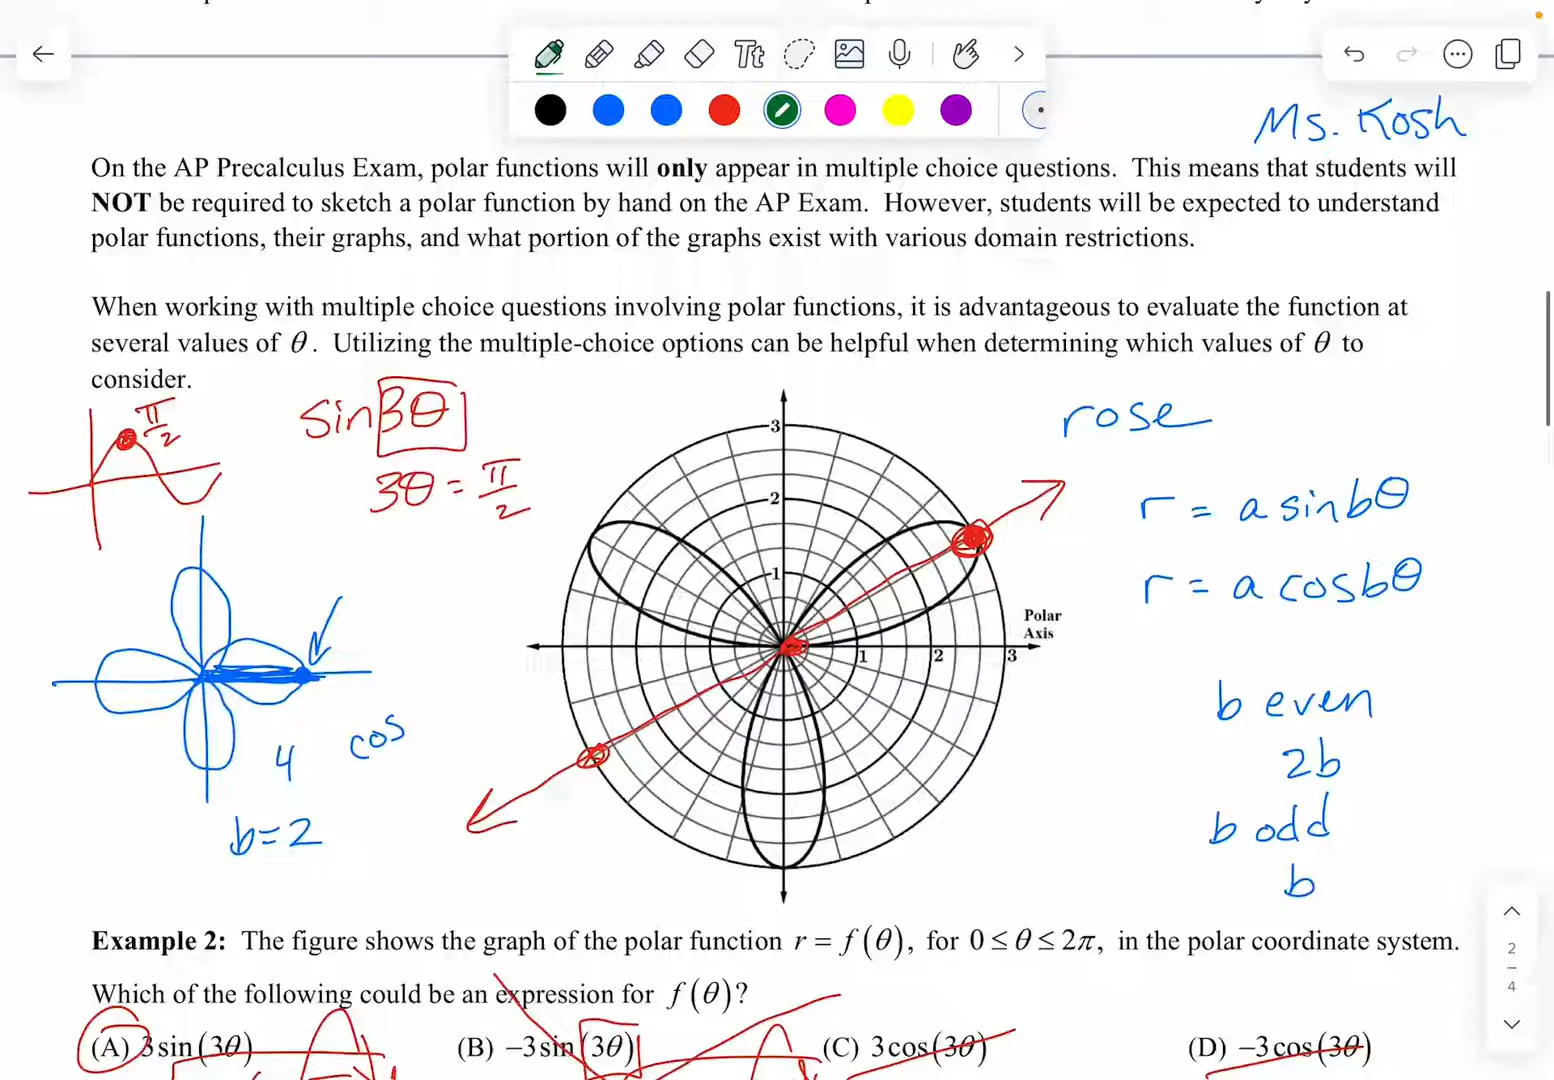 Tt
Ms. Kosh
On the AP Precalculus Exam, polar functions will only appear in multiple choice questions. This means that students will
NOT be required to sketch a polar function by hand on the AP Exam. However, students will be expected to understand
polar functions, their graphs, and what portion of the graphs exist with various domain restrictions.
When working with multiple choice questions involving polar functions, it is advantageous to evaluate the function at
several values of θ. Utilizing the multiple-choice options can be helpful when determining which values of θ to
consider.
π/2
sin 3θ
3θ = π/2
3
2
1
Polar
Axis
1 2 3
rose
r = a sin bθ
r = a cos bθ
b even
2b
b odd
b
4 cos
b=2
Example 2: The figure shows the graph of the polar function r = f(θ), for 0 ≤ θ ≤ 2π, in the polar coordinate system.
Which of the following could be an expression for f(θ)?
(A) 3 sin(3θ) (B) −3 sin(3θ) (C) 3 cos(3θ) (D) −3 cos(3θ)
2
4